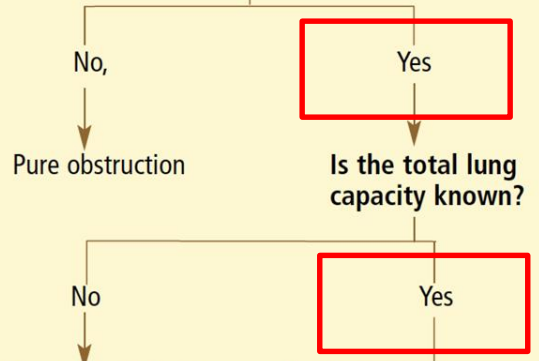 No,
Yes
Pure obstruction
Is the total lung
capacity known?
No
Yes